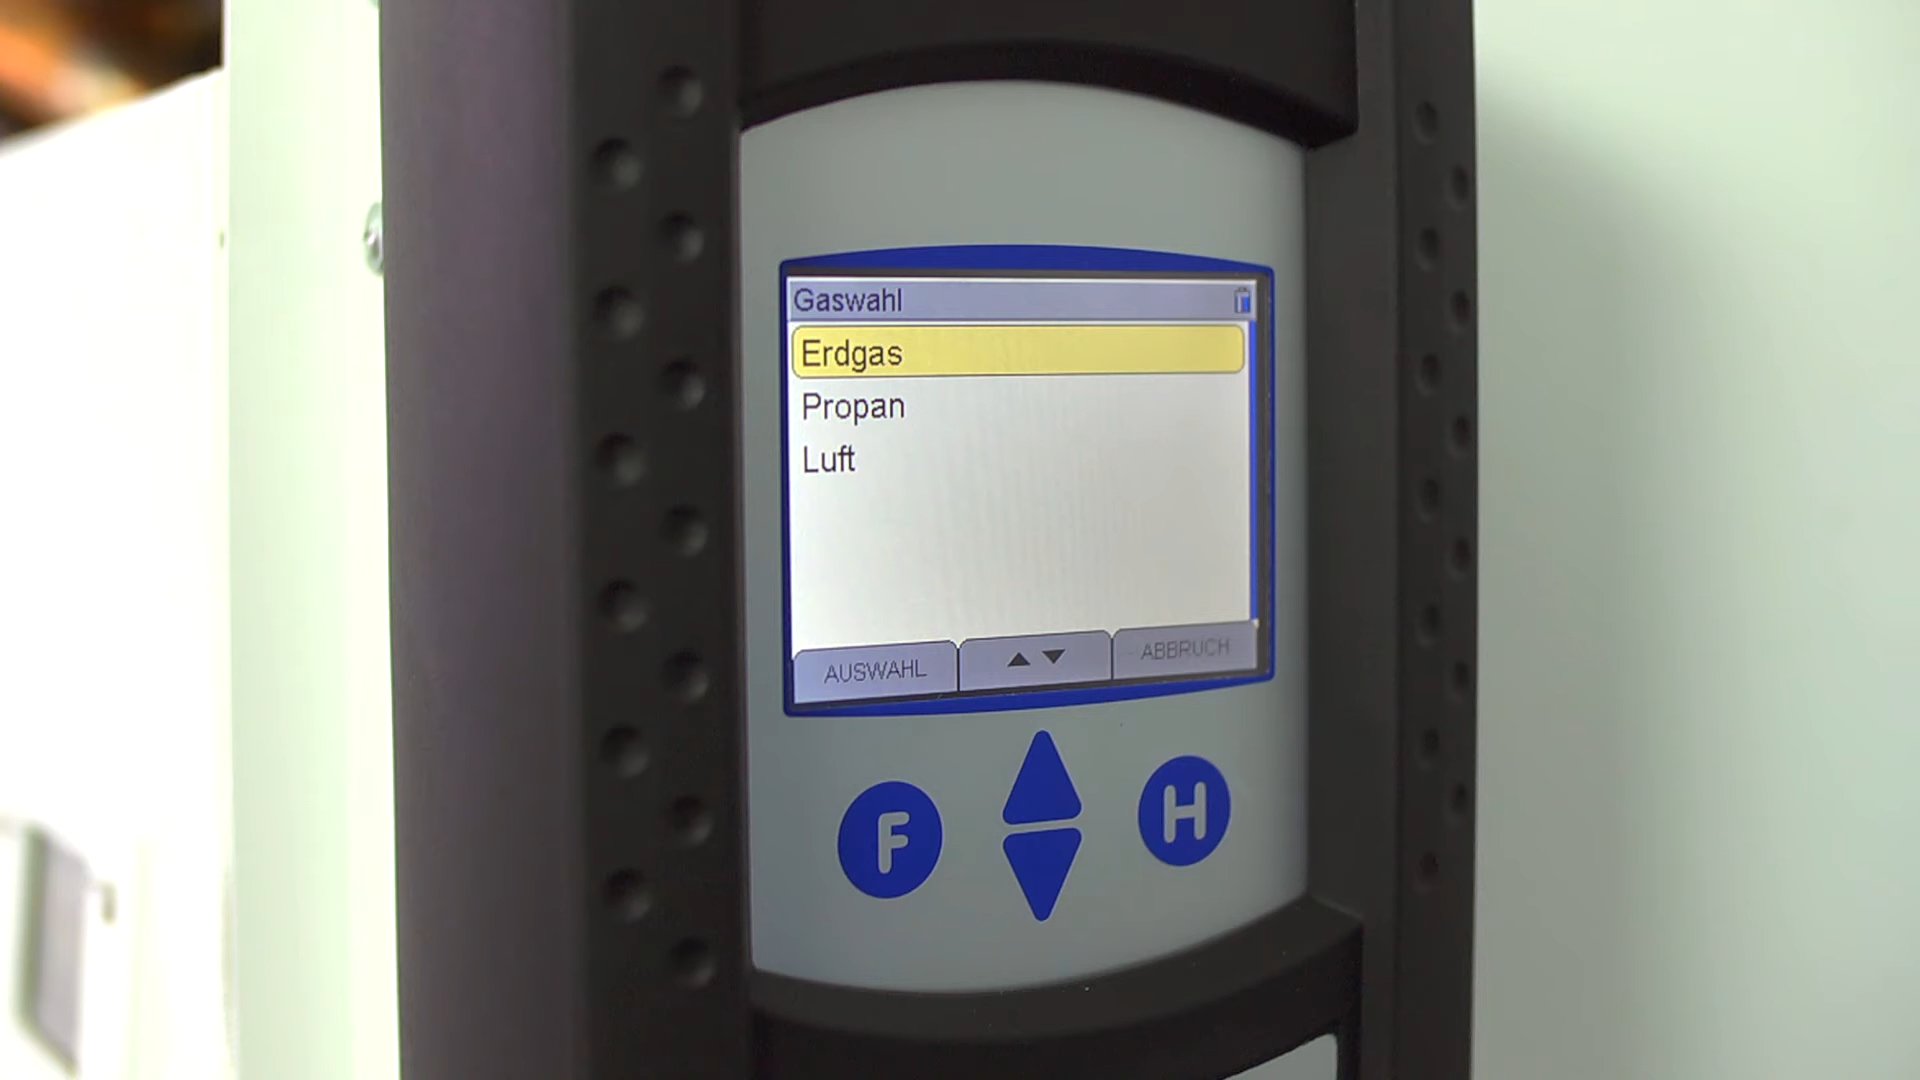 Gaswahl
Erdgas
Propan
Luft
AUSWAHL ▲ ▼ ABBRUCH
F H